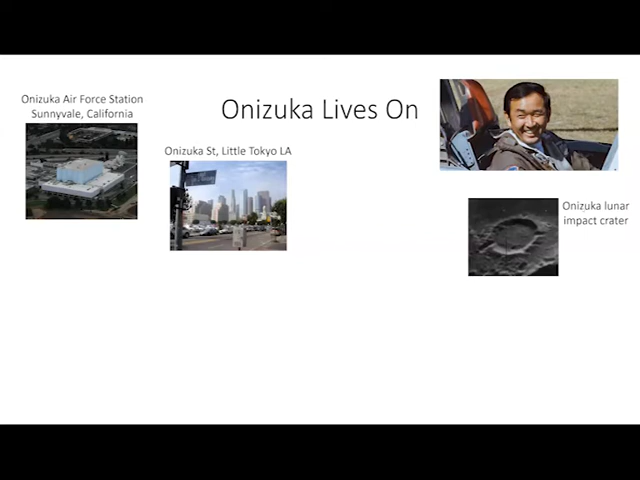 Onizuka Lives On
Onizuka Air Force Station
Sunnyvale, California
Onizuka St, Little Tokyo LA
Onizuka lunar
impact crater